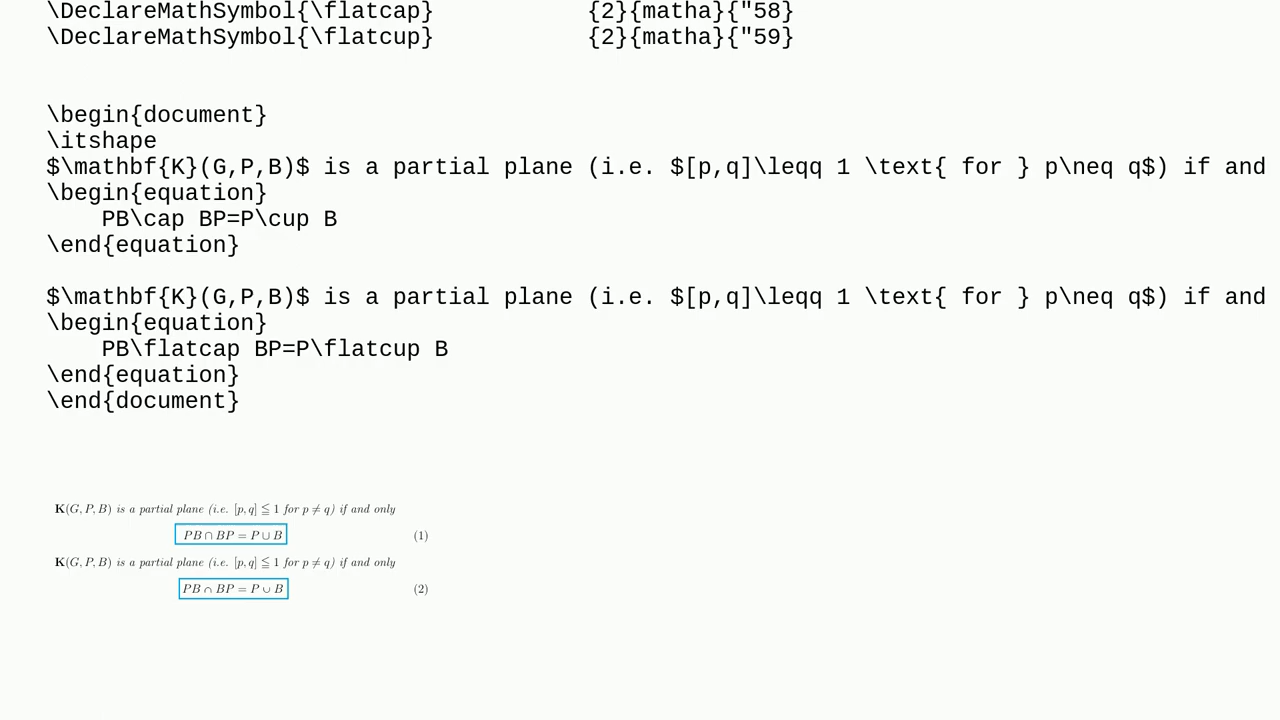 \DeclareMathSymbol{\flatcap} {2}{matha}{"58}
\DeclareMathSymbol{\flatcup} {2}{matha}{"59}
\begin{document}
\itshape
$\mathbf{K}(G,P,B)$ is a partial plane (i.e. $[p,q]\leqq 1 \text{ for } p\neq q$) if and
\begin{equation}
PB\cap BP=P\cup B
\end{equation}
$\mathbf{K}(G,P,B)$ is a partial plane (i.e. $[p,q]\leqq 1 \text{ for } p\neq q$) if and
\begin{equation}
PB\flatcap BP=P\flatcup B
\end{equation}
\end{document}
K(G, P, B) is a partial plane (i.e. [p, q] ≦ 1 for p ≠ q) if and only
PB ∩ BP = P ∪ B (1)
K(G, P, B) is a partial plane (i.e. [p, q] ≦ 1 for p ≠ q) if and only
PB ∩ BP = P ∪ B (2)